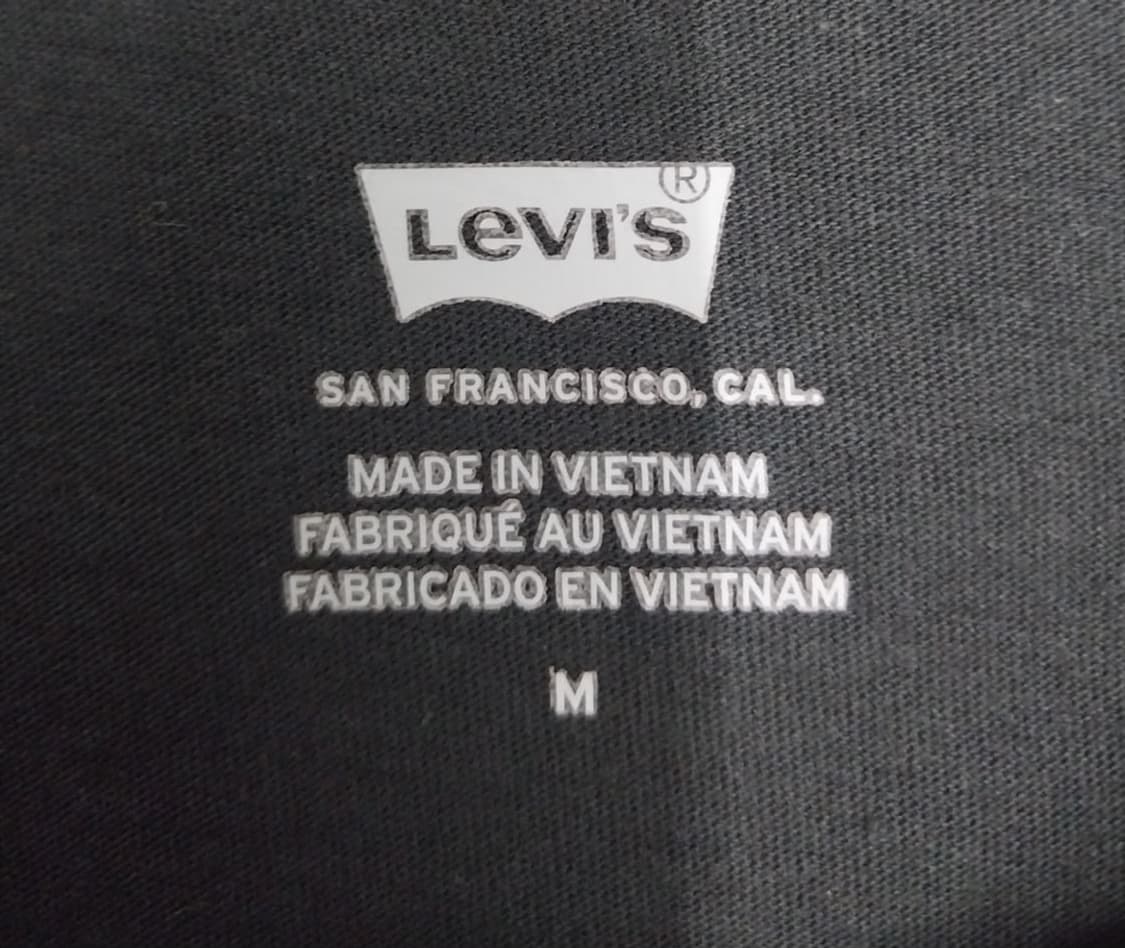 Levi's®
SAN FRANCISCO, CAL.
MADE IN VIETNAM
FABRIQUÉ AU VIETNAM
FABRICADO EN VIETNAM
M